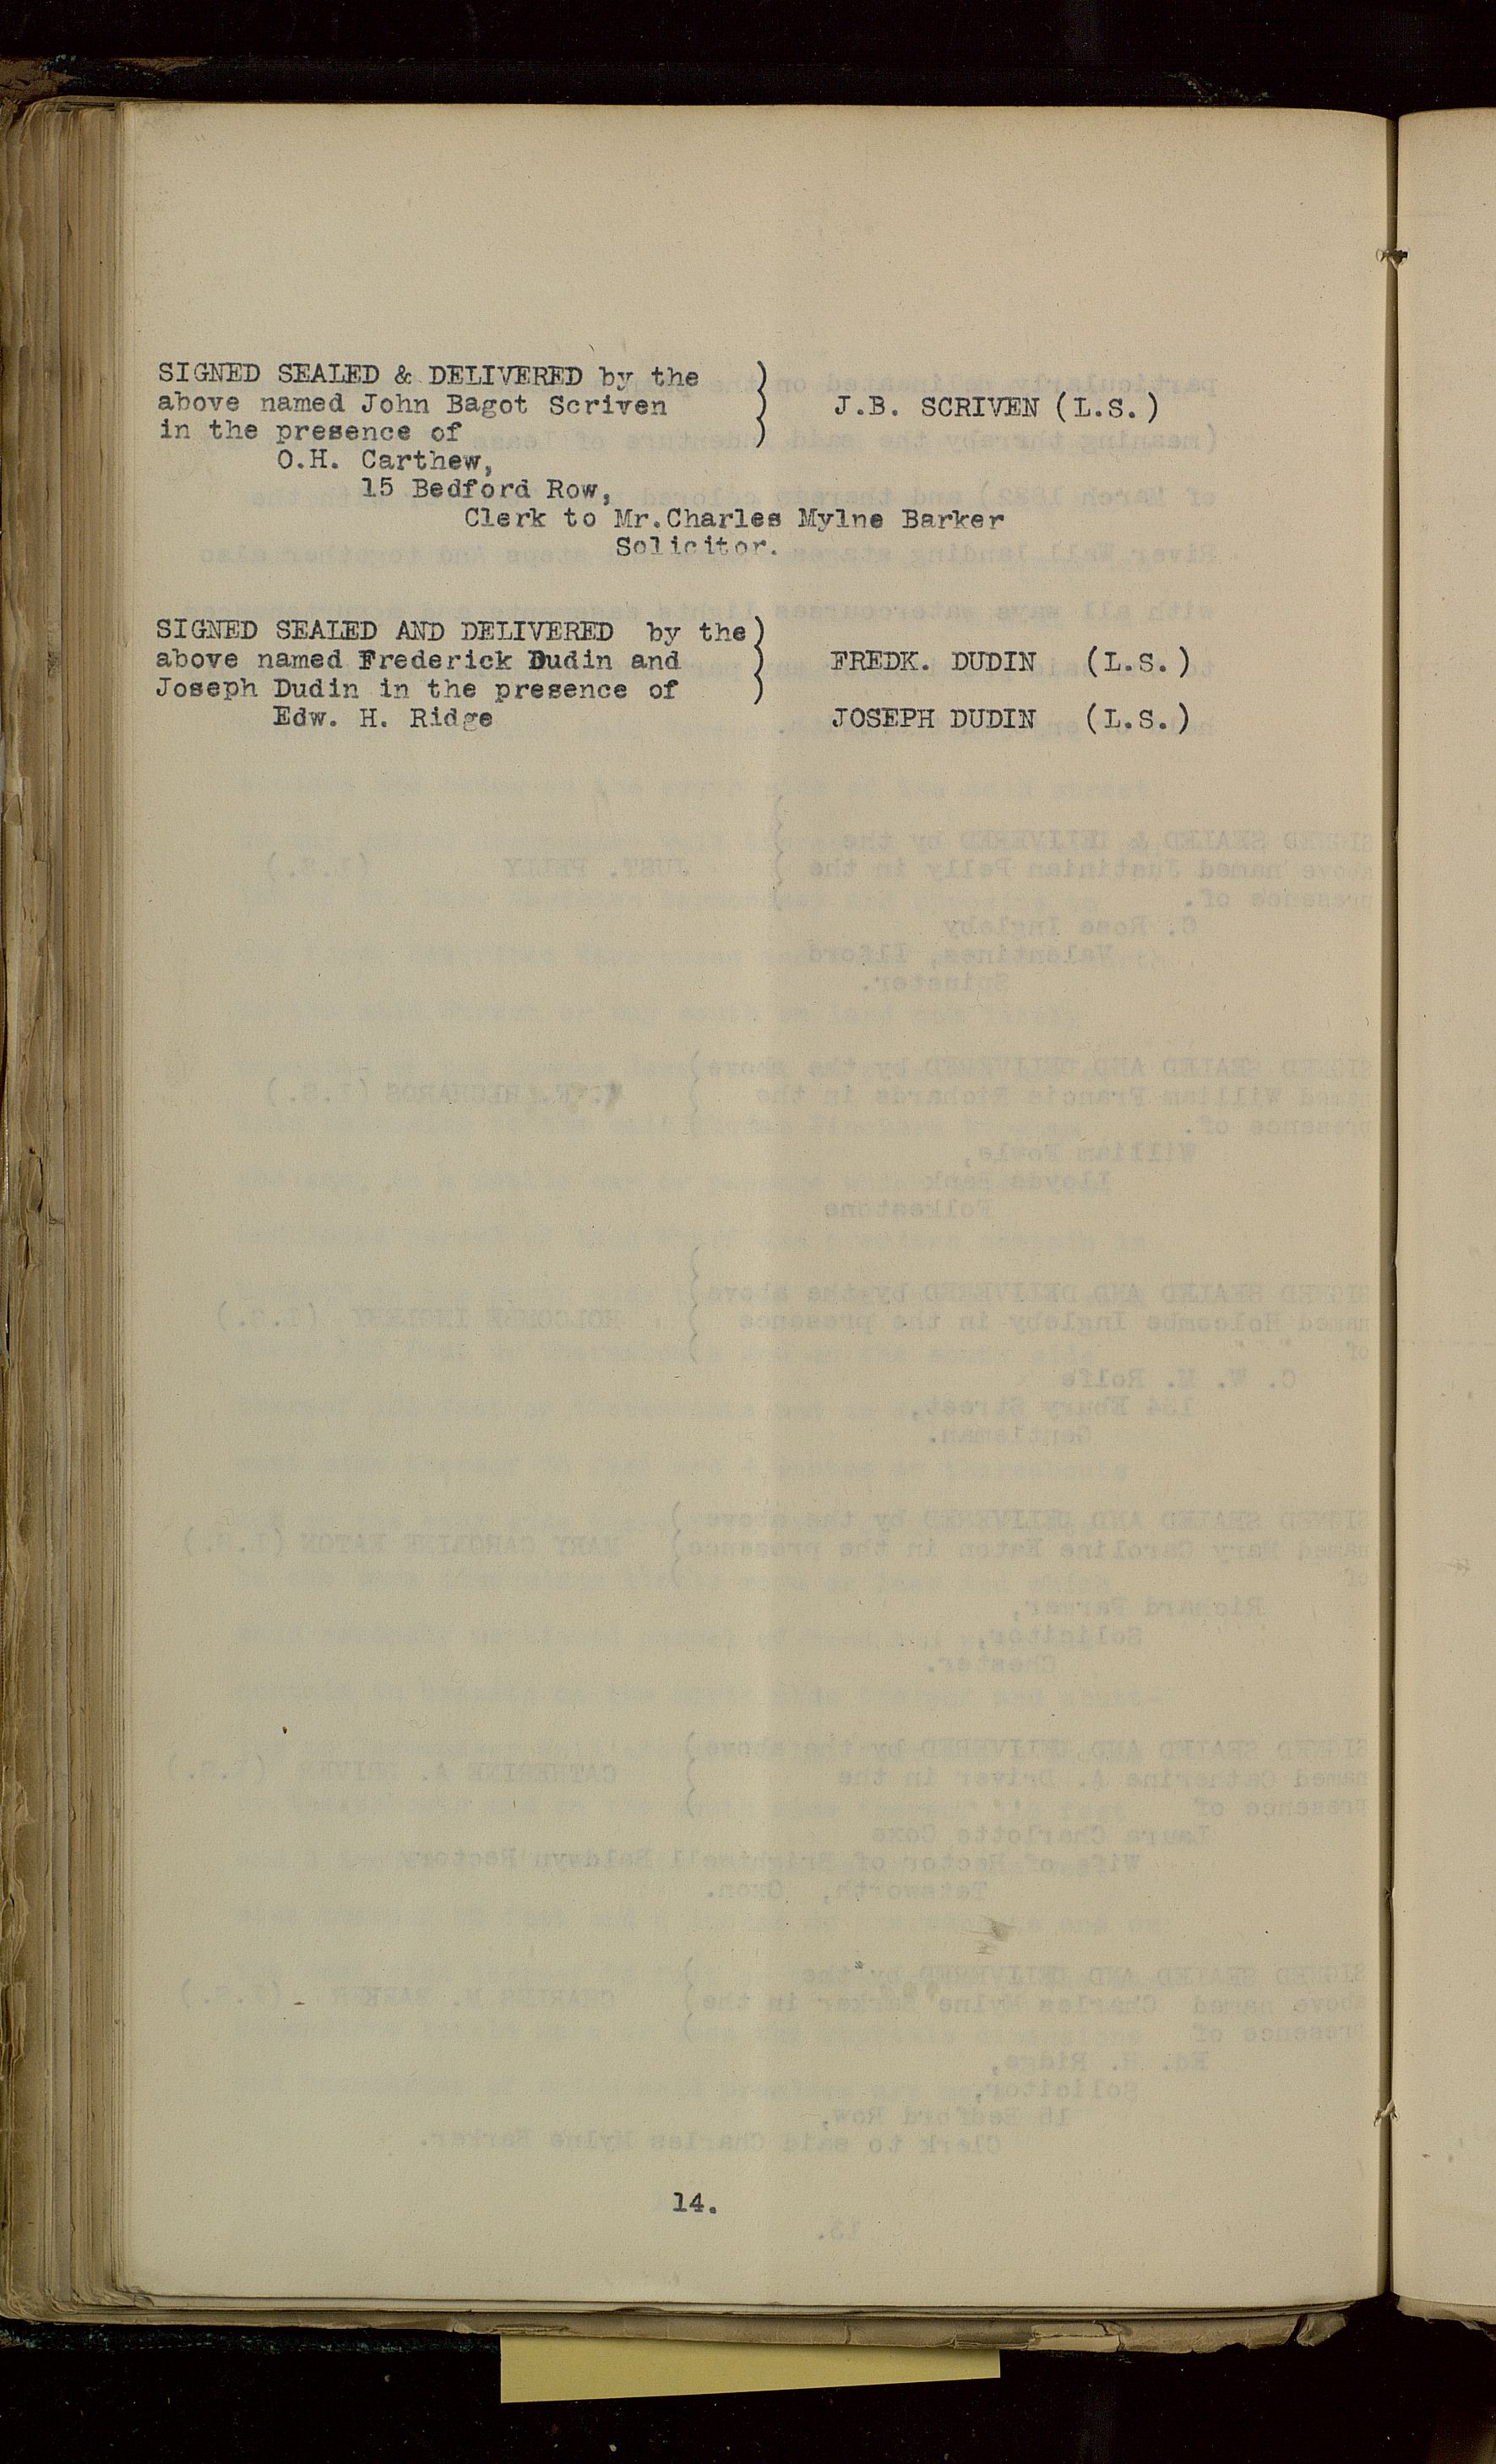 SIGNED SEALED & DELIVERED by the )
above named John Bagot Scriven ) J.B. SCRIVEN (L.S.)
in the presence of )
O.H. Carthew,
15 Bedford Row,
Clerk to Mr.Charles Mylne Barker
Solicitor.
SIGNED SEALED AND DELIVERED by the )
above named Frederick Dudin and ) FREDK. DUDIN (L.S.)
Joseph Dudin in the presence of )
Edw. H. Ridge JOSEPH DUDIN (L.S.)
14.